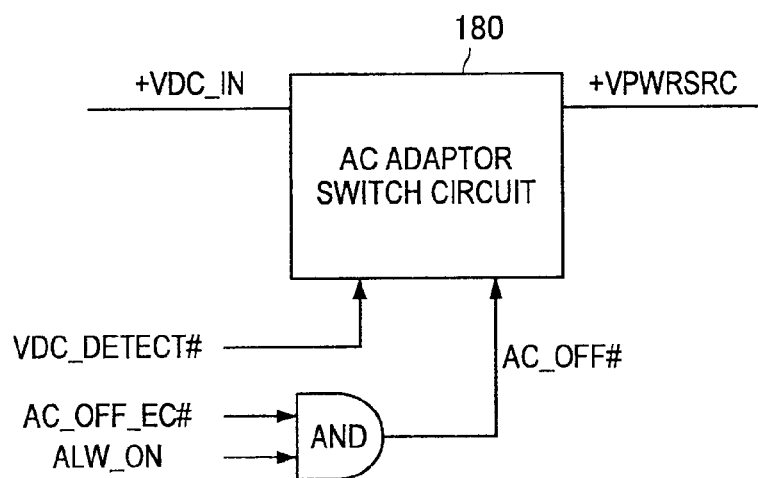 180
+VDC_IN
+VPWRSRC
AC ADAPTOR
SWITCH CIRCUIT
VDC_DETECT#
AC_OFF#
AC_OFF_EC#
AND
ALW_ON